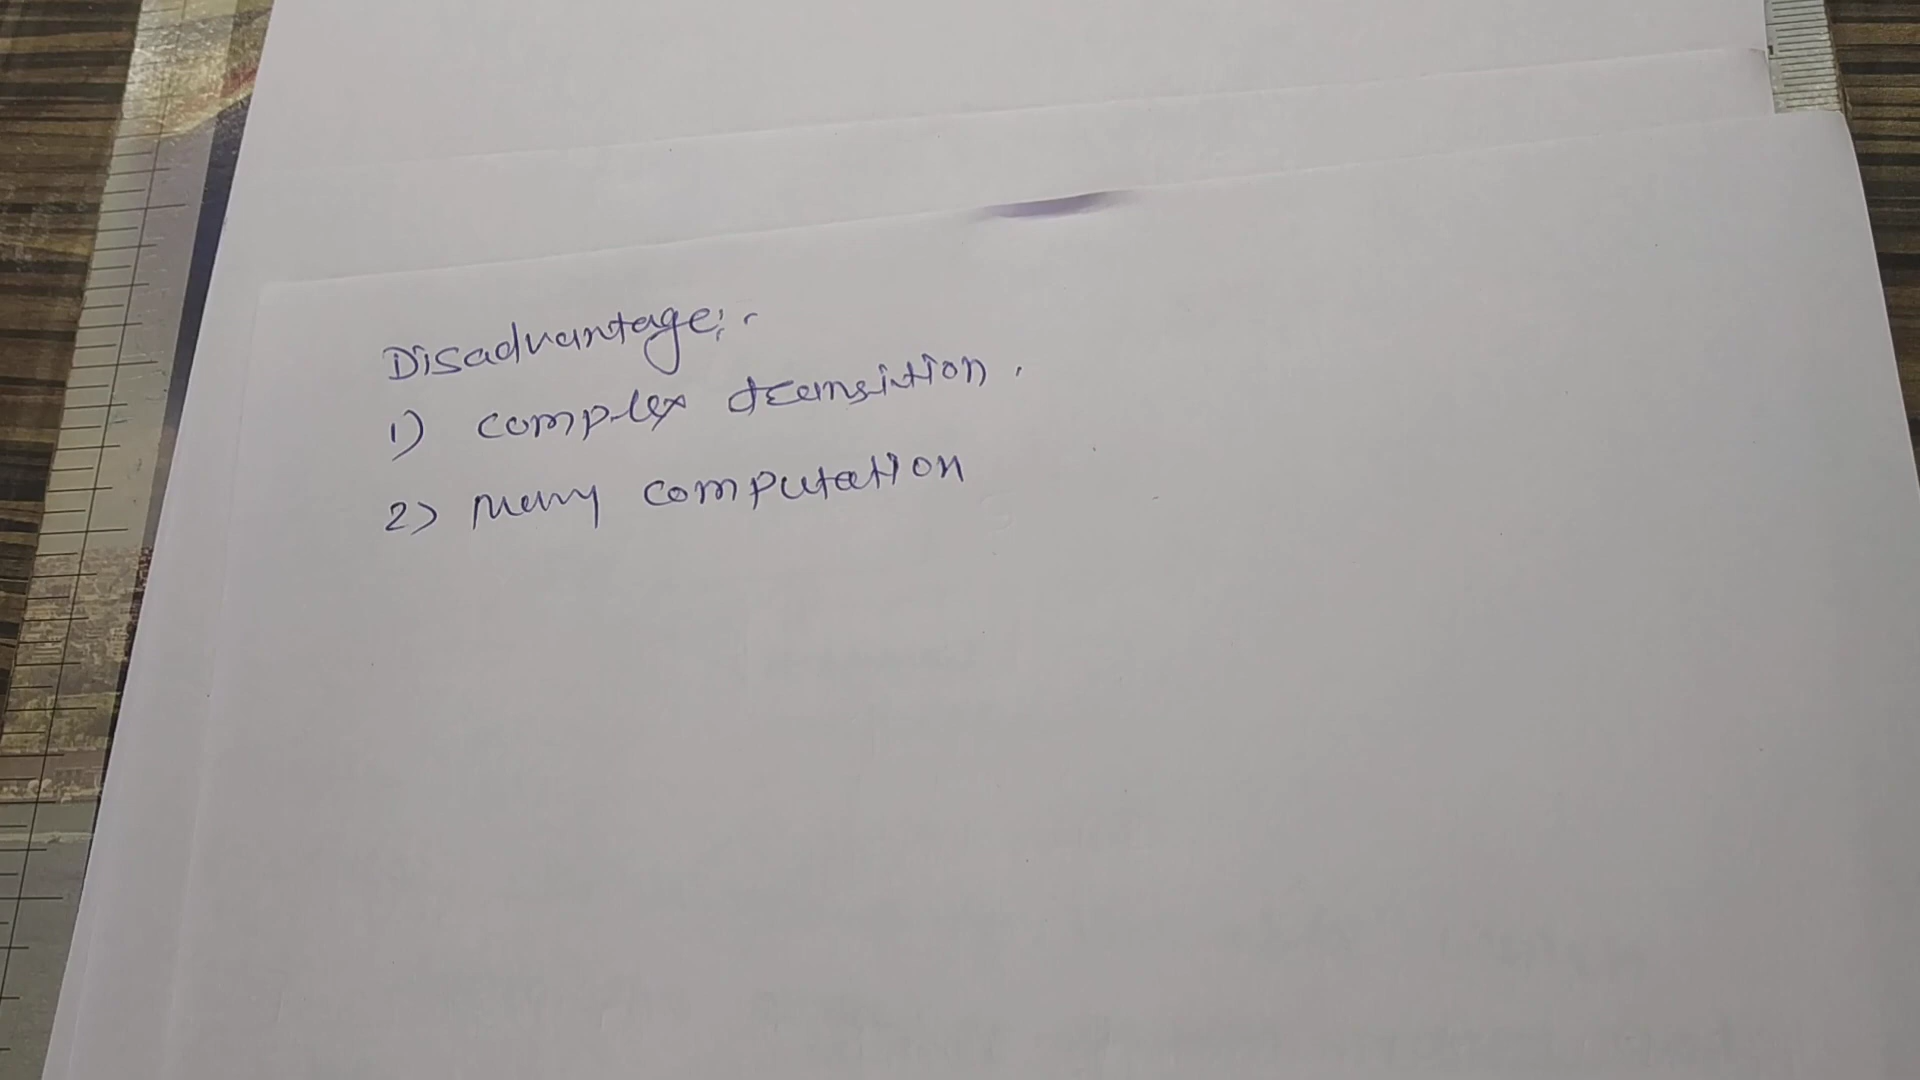 Disadvantage:-
1) complex transition.
2) Many computation